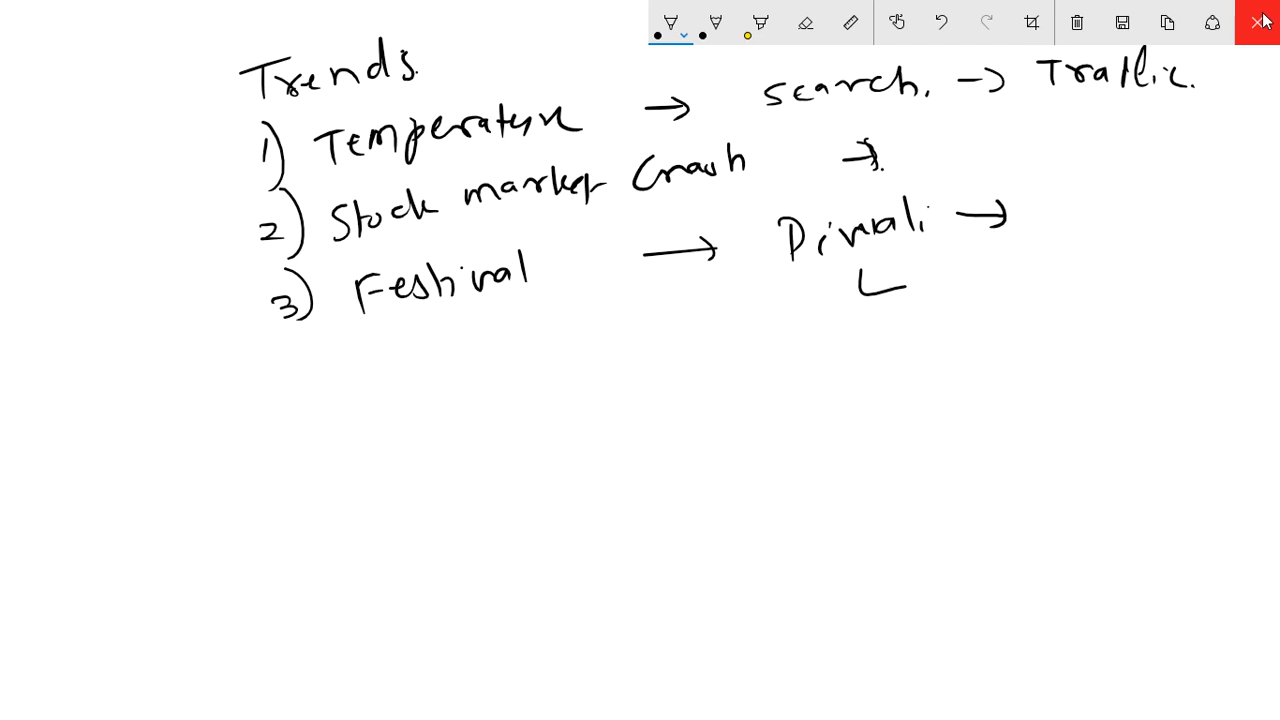 Trends.
1) Temperature → search. → Traffic.
2) Stock market Crash →
3) Festival → Diwali →